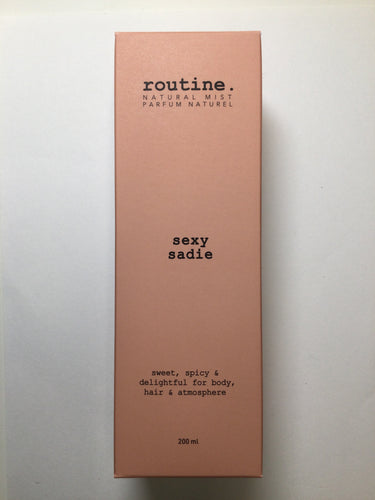 routine.
NATURAL MIST
PARFUM NATUREL
sexy
sadie
sweet, spicy &
delightful for body,
hair & atmosphere
200 ml